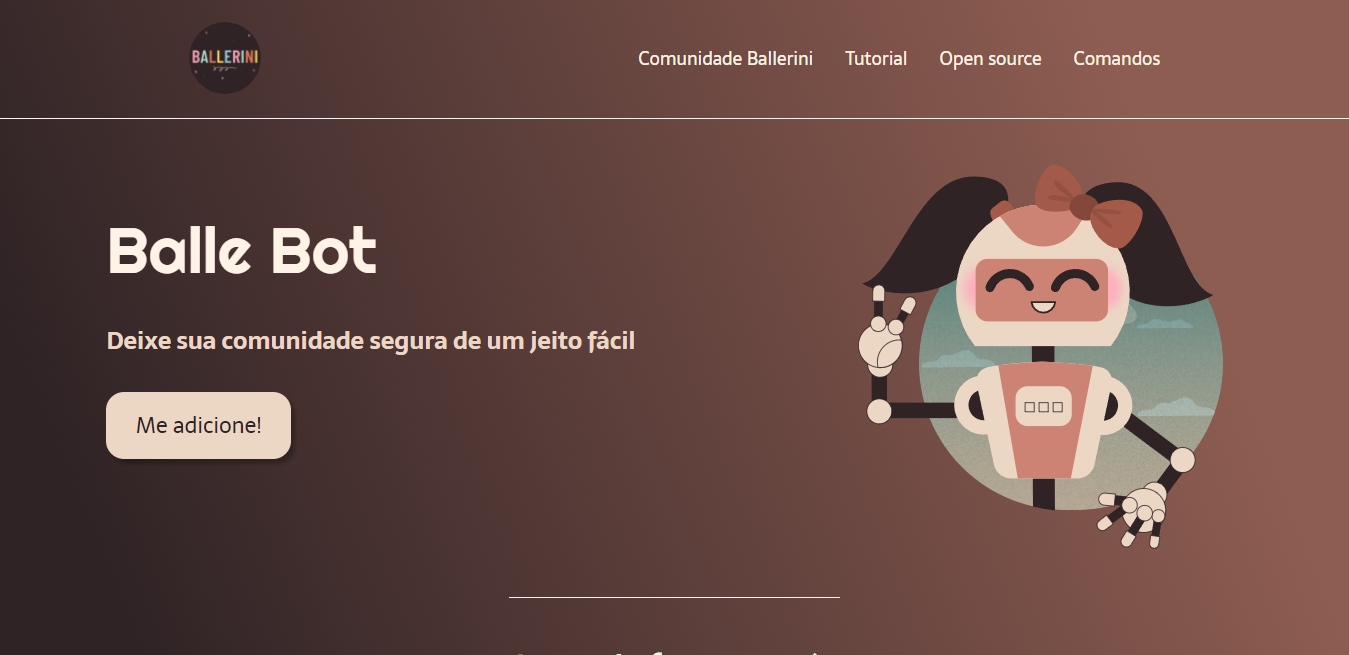 BALLERINI
Comunidade Ballerini
Tutorial
Open source
Comandos
Balle Bot
Deixe sua comunidade segura de um jeito fácil
Me adicione!